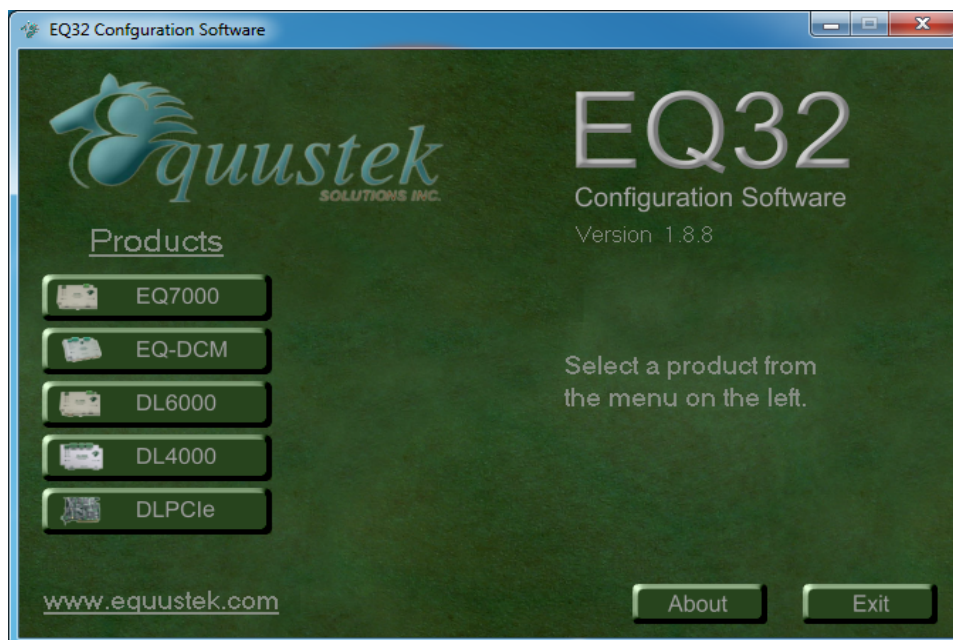 EQ32 Confguration Software
Equustek
SOLUTIONS INC.
EQ32
Configuration Software
Version 1.8.8
Products
EQ7000
EQ-DCM
DL6000
DL4000
DLPCIe
Select a product from
the menu on the left.
www.equustek.com
About
Exit